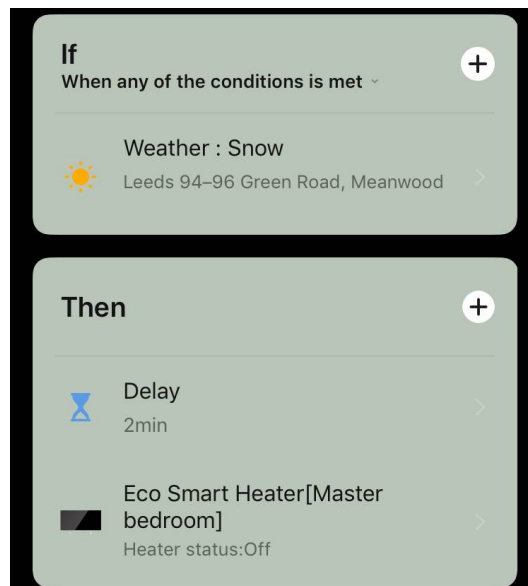 If
When any of the conditions is met
Weather : Snow
Leeds 94–96 Green Road, Meanwood
Then
Delay
2min
Eco Smart Heater[Master
bedroom]
Heater status:Off